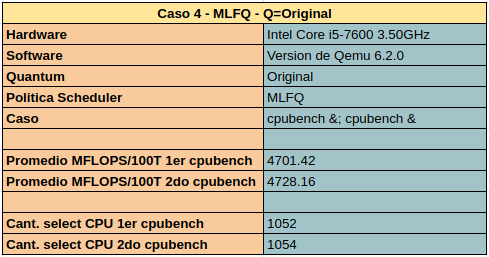 Caso 4 - MLFQ - Q=Original
Hardware Intel Core i5-7600 3.50GHz
Software Version de Qemu 6.2.0
Quantum Original
Politica Scheduler MLFQ
Caso cpubench &; cpubench &
Promedio MFLOPS/100T 1er cpubench 4701.42
Promedio MFLOPS/100T 2do cpubench 4728.16
Cant. select CPU 1er cpubench 1052
Cant. select CPU 2do cpubench 1054